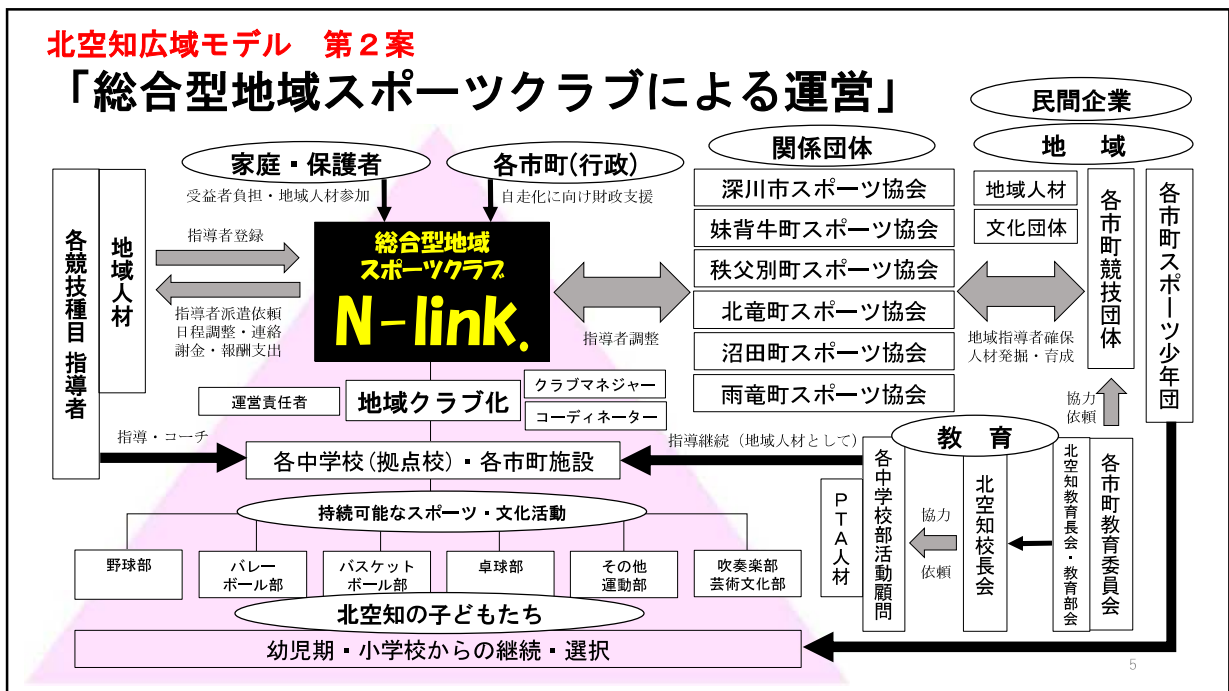 北空知広域モデル　第２案
「総合型地域スポーツクラブによる運営」
民間企業
家庭・保護者
各市町(行政)
関係団体
地　域
受益者負担・地域人材参加
自走化に向け財政支援
各競技種目 指導者
地域人材
指導者登録
指導者派遣依頼
日程調整・連絡
謝金・報酬支出
総合型地域
スポーツクラブ
N-link.
指導者調整
深川市スポーツ協会
妹背牛町スポーツ協会
秩父別町スポーツ協会
北竜町スポーツ協会
沼田町スポーツ協会
雨竜町スポーツ協会
地域人材
文化団体
各市町競技団体
各市町スポーツ少年団
地域指導者確保
人材発掘・育成
運営責任者
地域クラブ化
クラブマネジャー
コーディネーター
協力
依頼
指導・コーチ
各中学校(拠点校)・各市町施設
指導継続（地域人材として）
教　育
ＰＴＡ人材
各中学校部活動顧問
協力
依頼
北空知校長会
北空知教育長会・教育部会
各市町教育委員会
持続可能なスポーツ・文化活動
野球部
バレー
ボール部
バスケット
ボール部
卓球部
その他
運動部
吹奏楽部
芸術文化部
北空知の子どもたち
幼児期・小学校からの継続・選択
5